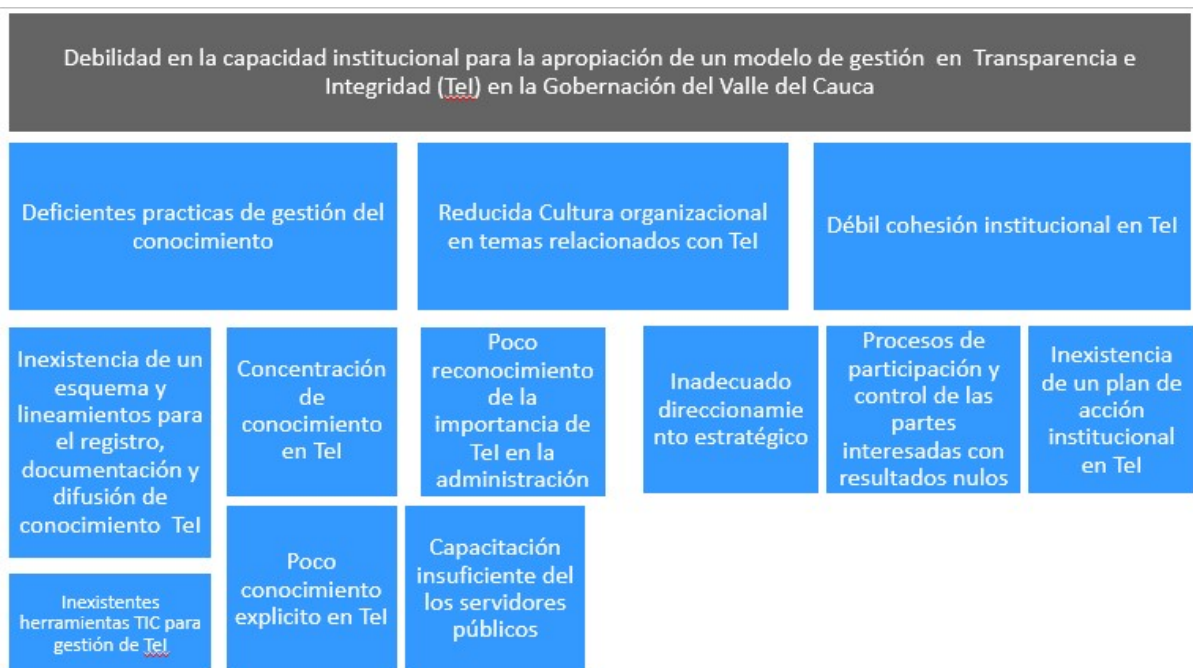 Debilidad en la capacidad institucional para la apropiación de un modelo de gestión en Transparencia e
Integridad (TeI) en la Gobernación del Valle del Cauca
Deficientes practicas de gestión del
conocimiento
Reducida Cultura organizacional
en temas relacionados con TeI
Débil cohesión institucional en TeI
Inexistencia de un
esquema y
lineamientos para
el registro,
documentación y
difusión de
conocimiento TeI
Concentración
de
conocimiento
en TeI
Poco
reconocimiento
de la
importancia de
TeI en la
administración
Inadecuado
direccionamie
nto estratégico
Procesos de
participación y
control de las
partes
interesadas con
resultados nulos
Inexistencia
de un plan de
acción
institucional
en TeI
Inexistentes
herramientas TIC para
gestión de TeI
Poco
conocimiento
explicito en TeI
Capacitación
insuficiente del
los servidores
públicos